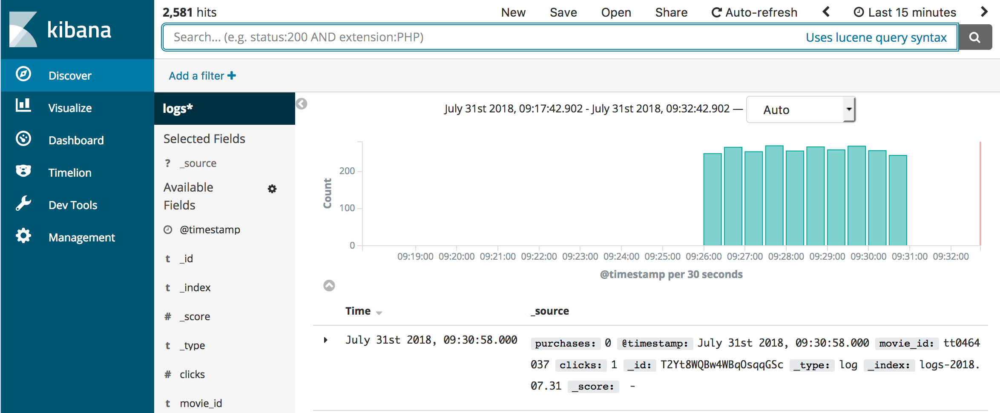 kibana
2,581 hits
New Save Open Share Auto-refresh Last 15 minutes
Search... (e.g. status:200 AND extension:PHP) Uses lucene query syntax
Discover
Visualize
Dashboard
Timelion
Dev Tools
Management
Add a filter
logs*
Selected Fields
? _source
Available
Fields
@timestamp
t _id
t _index
# _score
t _type
# clicks
t movie_id
July 31st 2018, 09:17:42.902 - July 31st 2018, 09:32:42.902 — Auto
Count
200
100
0
09:19:00 09:20:00 09:21:00 09:22:00 09:23:00 09:24:00 09:25:00 09:26:00 09:27:00 09:28:00 09:29:00 09:30:00 09:31:00 09:32:00
@timestamp per 30 seconds
Time _source
July 31st 2018, 09:30:58.000 purchases: 0 @timestamp: July 31st 2018, 09:30:58.000 movie_id: tt0464
037 clicks: 1 _id: T2Yt8WQBw4WBqOsqqGSc _type: log _index: logs-2018.
07.31 _score: -